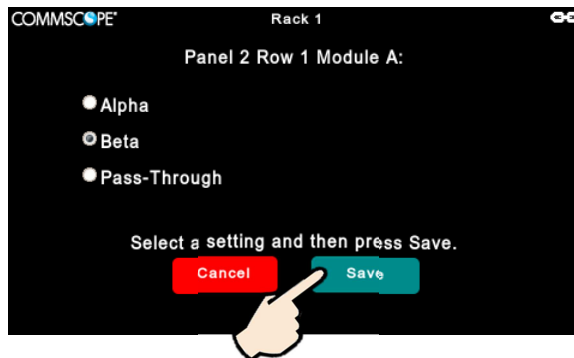 COMMSCOPE®
Rack 1
Panel 2 Row 1 Module A:
Alpha
Beta
Pass-Through
Select a setting and then press Save.
Cancel
Save